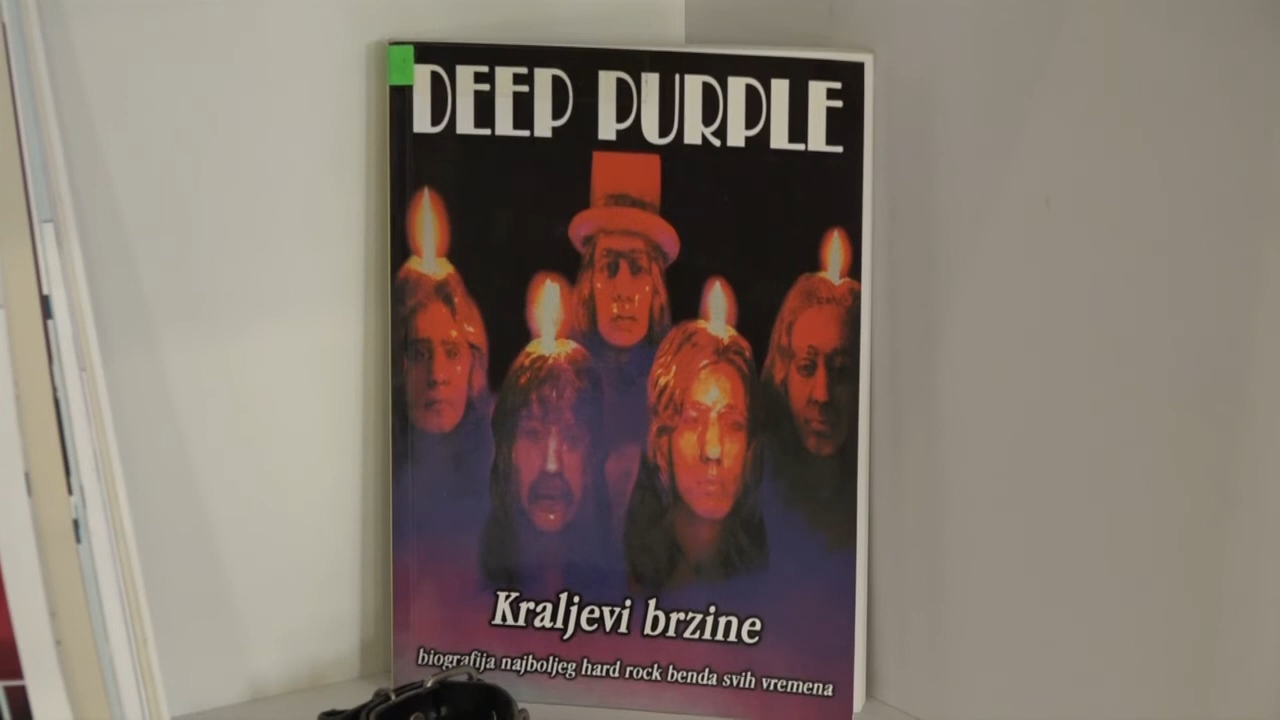 DEEP PURPLE
Kraljevi brzine
biografija najboljeg hard rock benda svih vremena